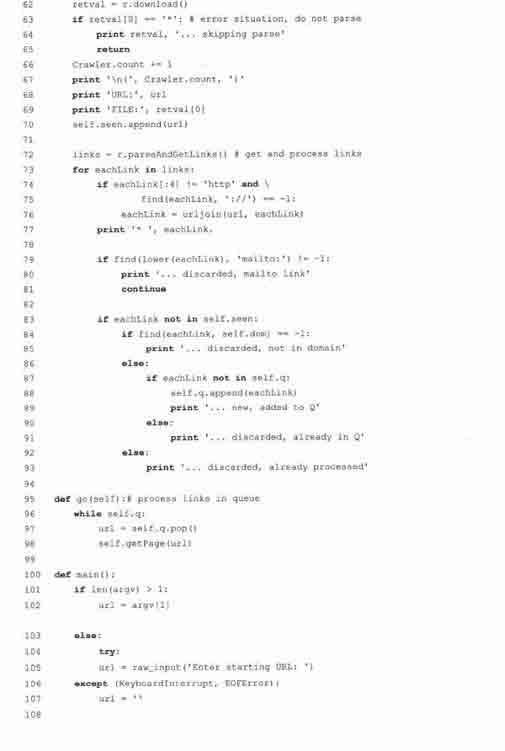 62 retval = r.download()
63 if retval[0] == '*': # error situation, do not parse
64 print retval, '... skipping parse'
65 return
66 Crawler.count += 1
67 print '\n(', Crawler.count, ')'
68 print 'URL:', url
69 print 'FILE:', retval[0]
70 self.seen.append(url)
71
72 links = r.parseAndGetLinks() # get and process links
73 for eachLink in links:
74 if eachLink[:4] != 'http' and \
75 find(eachLink, '://') == -1:
76 eachLink = urljoin(url, eachLink)
77 print '* ', eachLink,
78
79 if find(lower(eachLink), 'mailto:') != -1:
80 print '... discarded, mailto link'
81 continue
82
83 if eachLink not in self.seen:
84 if find(eachLink, self.dom) == -1:
85 print '... discarded, not in domain'
86 else:
87 if eachLink not in self.q:
88 self.q.append(eachLink)
89 print '... new, added to Q'
90 else:
91 print '... discarded, already in Q'
92 else:
93 print '... discarded, already processed'
94
95 def go(self):# process links in queue
96 while self.q:
97 url = self.q.pop()
98 self.getPage(url)
99
100 def main():
101 if len(argv) > 1:
102 url = argv[1]
103 else:
104 try:
105 url = raw_input('Enter starting URL: ')
106 except (KeyboardInterrupt, EOFError):
107 url = ''
108